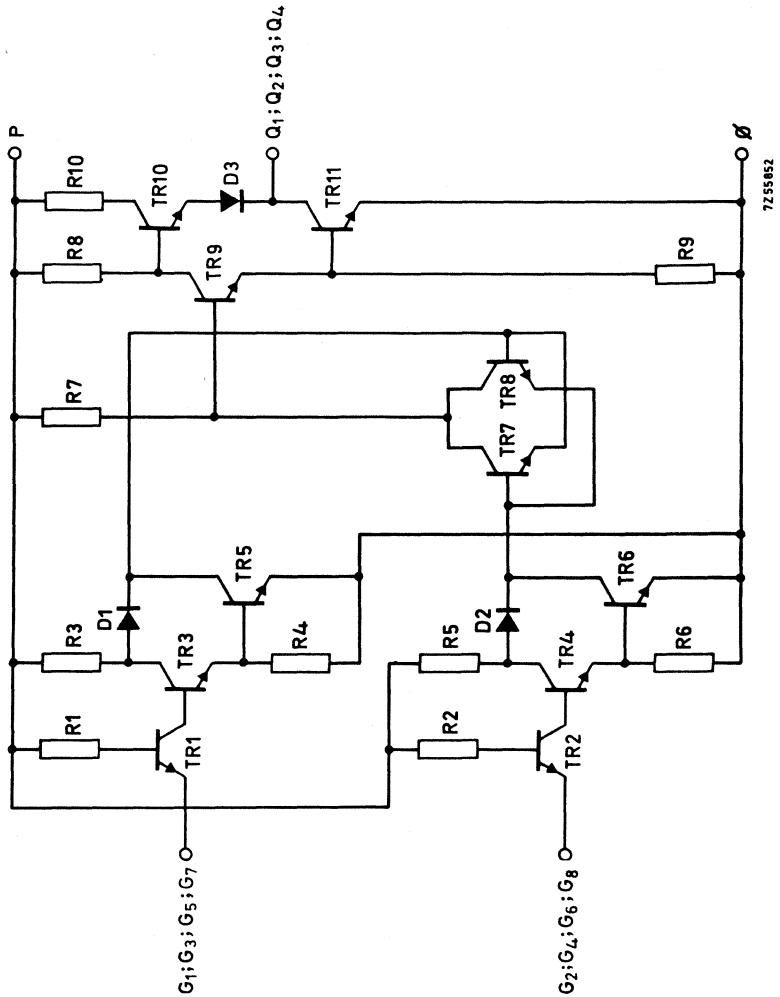 P
R10
R8
R7
R3
R1
TR10
D3
Q1;Q2;Q3;Q4
TR9
TR11
D1
TR3
TR1
TR5
R4
G1;G3;G5;G7
R5
R2
D2
TR4
TR2
TR7
TR8
TR6
R6
R9
G2;G4;G6;G8
Ø
7Z55852